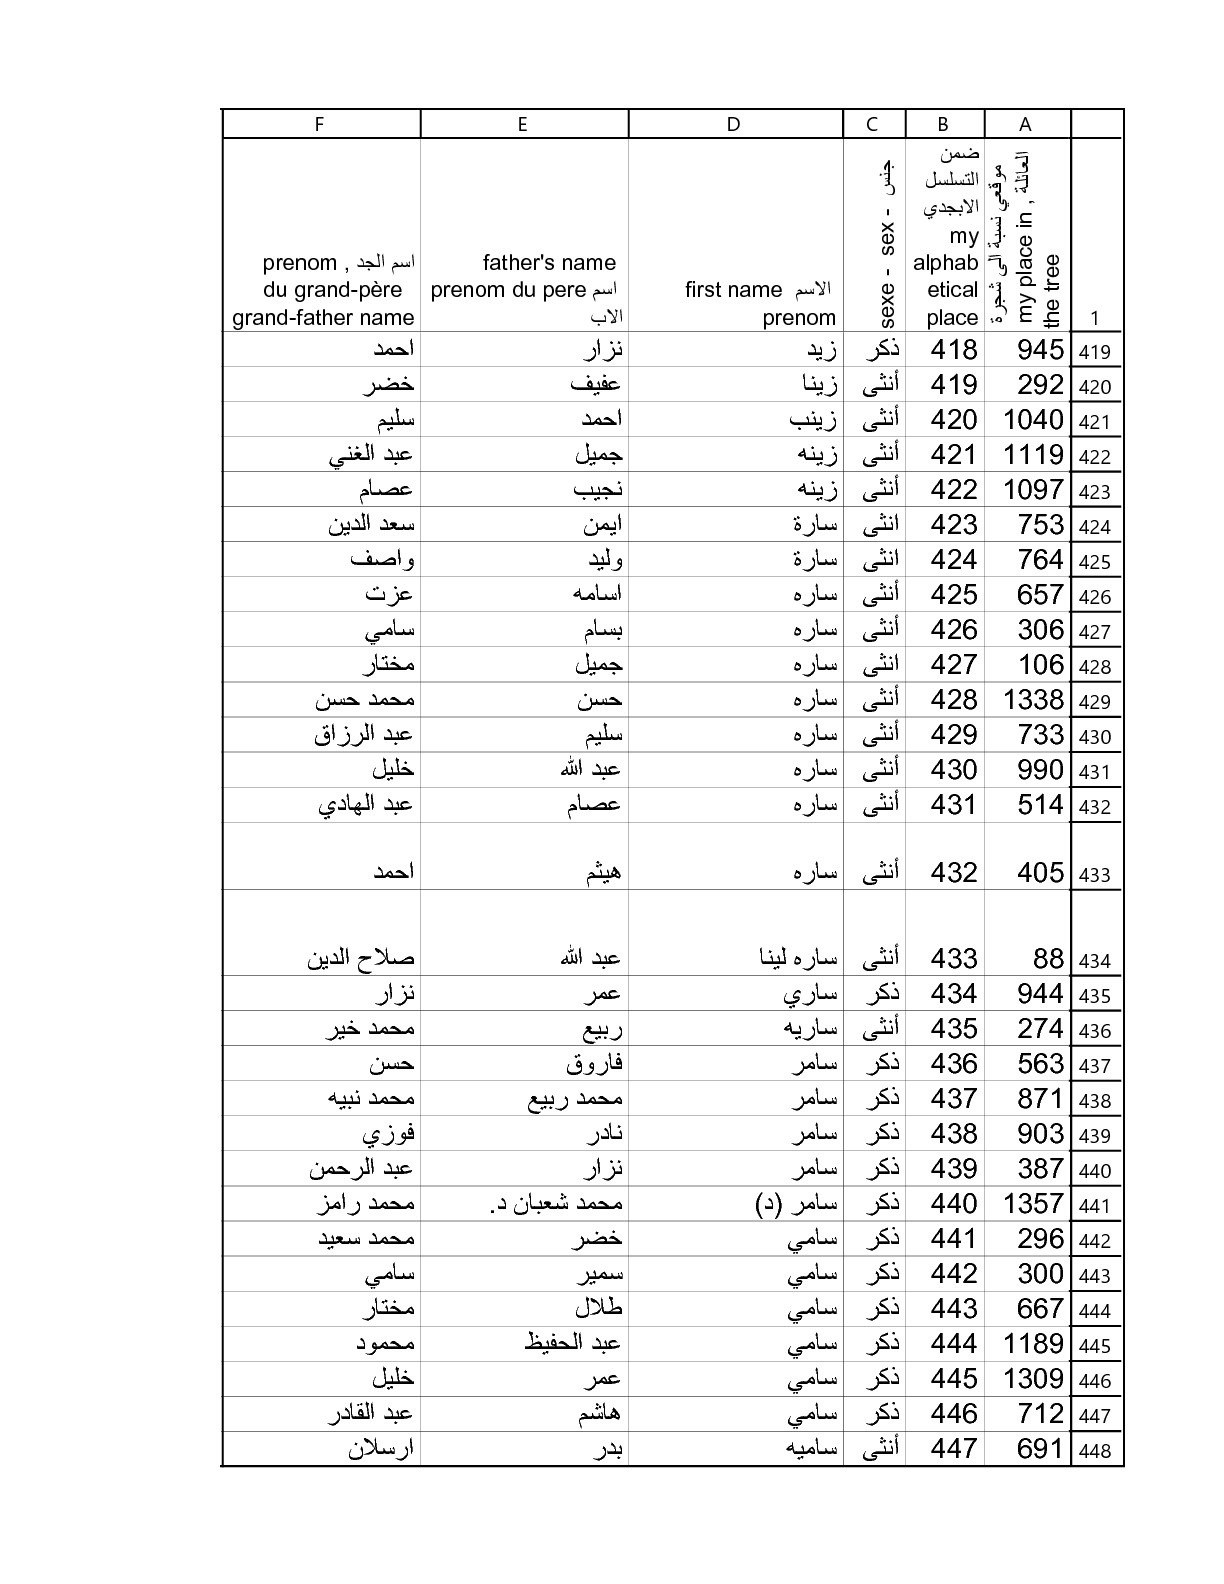 F E D C B A
اسم الجد , prenom du grand-père grand-father name | father's name prenom du pere اسم الاب | first name الاسم prenom | sexe - sex - جنس | ضمن التسلسل الابجدي my alphabetical place | موقعي نسبة الى شجرة العائلة , my place in the tree | 1
احمد | نزار | زيد | ذكر | 418 | 945 | 419
خضر | عفيف | زينا | أنثى | 419 | 292 | 420
سليم | احمد | زينب | أنثى | 420 | 1040 | 421
عبد الغني | جميل | زينه | أنثى | 421 | 1119 | 422
عصام | نجيب | زينه | أنثى | 422 | 1097 | 423
سعد الدين | ايمن | سارة | انثى | 423 | 753 | 424
واصف | وليد | سارة | انثى | 424 | 764 | 425
عزت | اسامه | ساره | أنثى | 425 | 657 | 426
سامي | بسام | ساره | أنثى | 426 | 306 | 427
مختار | جميل | ساره | انثى | 427 | 106 | 428
محمد حسن | حسن | ساره | أنثى | 428 | 1338 | 429
عبد الرزاق | سليم | ساره | أنثى | 429 | 733 | 430
خليل | عبد الله | ساره | أنثى | 430 | 990 | 431
عبد الهادي | عصام | ساره | أنثى | 431 | 514 | 432
احمد | هيثم | ساره | أنثى | 432 | 405 | 433
صلاح الدين | عبد الله | ساره لينا | أنثى | 433 | 88 | 434
نزار | عمر | ساري | ذكر | 434 | 944 | 435
محمد خير | ربيع | ساريه | أنثى | 435 | 274 | 436
حسن | فاروق | سامر | ذكر | 436 | 563 | 437
محمد نبيه | محمد ربيع | سامر | ذكر | 437 | 871 | 438
فوزي | نادر | سامر | ذكر | 438 | 903 | 439
عبد الرحمن | نزار | سامر | ذكر | 439 | 387 | 440
محمد رامز | محمد شعبان د. | سامر (د) | ذكر | 440 | 1357 | 441
محمد سعيد | خضر | سامي | ذكر | 441 | 296 | 442
سامي | سمير | سامي | ذكر | 442 | 300 | 443
مختار | طلال | سامي | ذكر | 443 | 667 | 444
محمود | عبد الحفيظ | سامي | ذكر | 444 | 1189 | 445
خليل | عمر | سامي | ذكر | 445 | 1309 | 446
عبد القادر | هاشم | سامي | ذكر | 446 | 712 | 447
ارسلان | بدر | ساميه | أنثى | 447 | 691 | 448